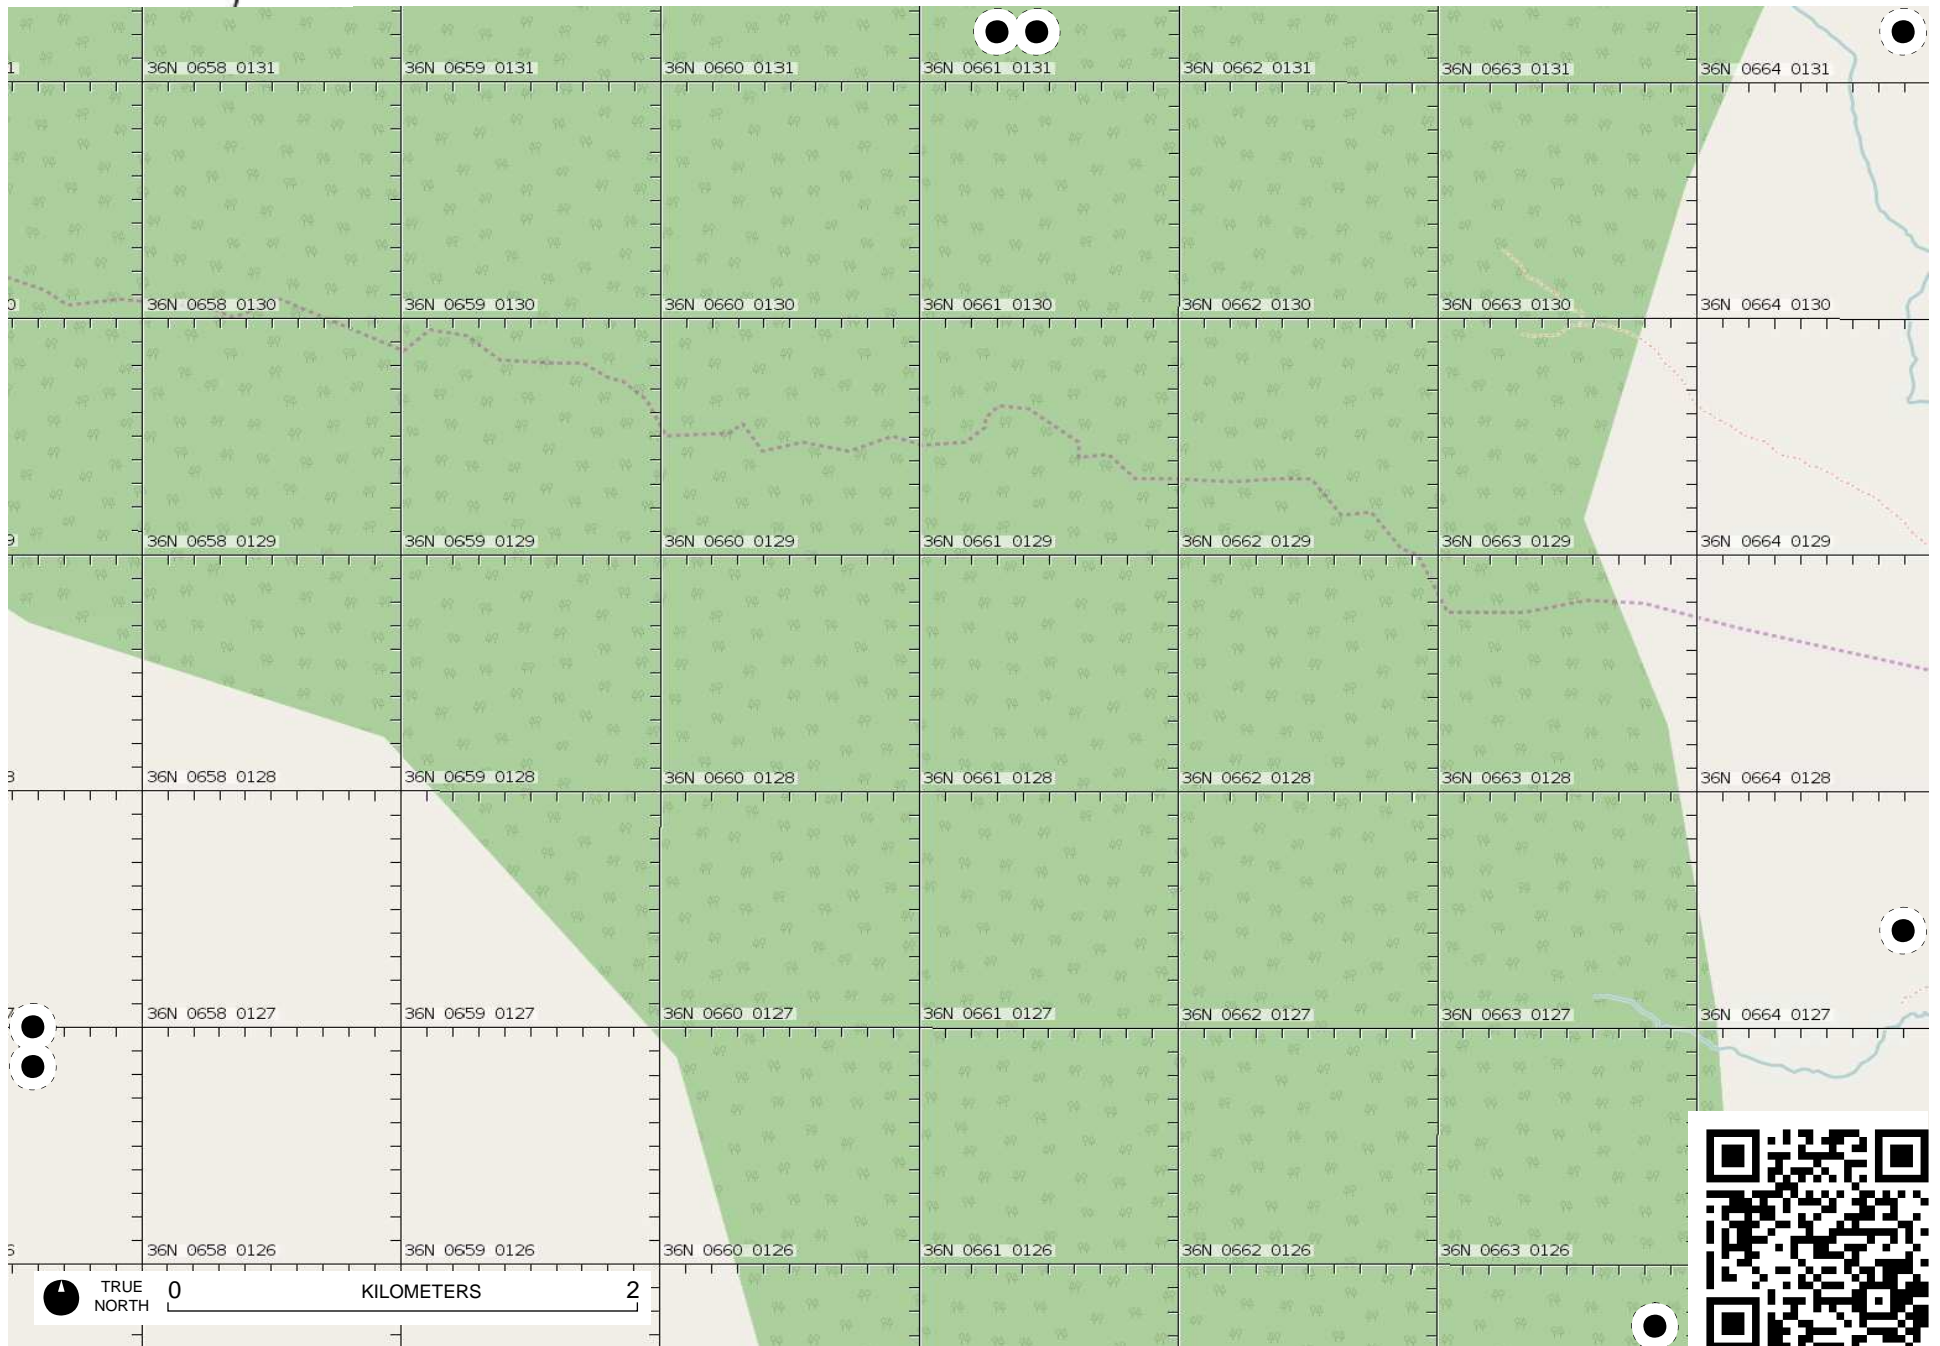 1 36N 0658 0131 36N 0659 0131 36N 0660 0131 36N 0661 0131 36N 0662 0131 36N 0663 0131 36N 0664 0131
0 36N 0658 0130 36N 0659 0130 36N 0660 0130 36N 0661 0130 36N 0662 0130 36N 0663 0130 36N 0664 0130
9 36N 0658 0129 36N 0659 0129 36N 0660 0129 36N 0661 0129 36N 0662 0129 36N 0663 0129 36N 0664 0129
8 36N 0658 0128 36N 0659 0128 36N 0660 0128 36N 0661 0128 36N 0662 0128 36N 0663 0128 36N 0664 0128
7 36N 0658 0127 36N 0659 0127 36N 0660 0127 36N 0661 0127 36N 0662 0127 36N 0663 0127 36N 0664 0127
6 36N 0658 0126 36N 0659 0126 36N 0660 0126 36N 0661 0126 36N 0662 0126 36N 0663 0126
TRUE
NORTH
0 KILOMETERS 2